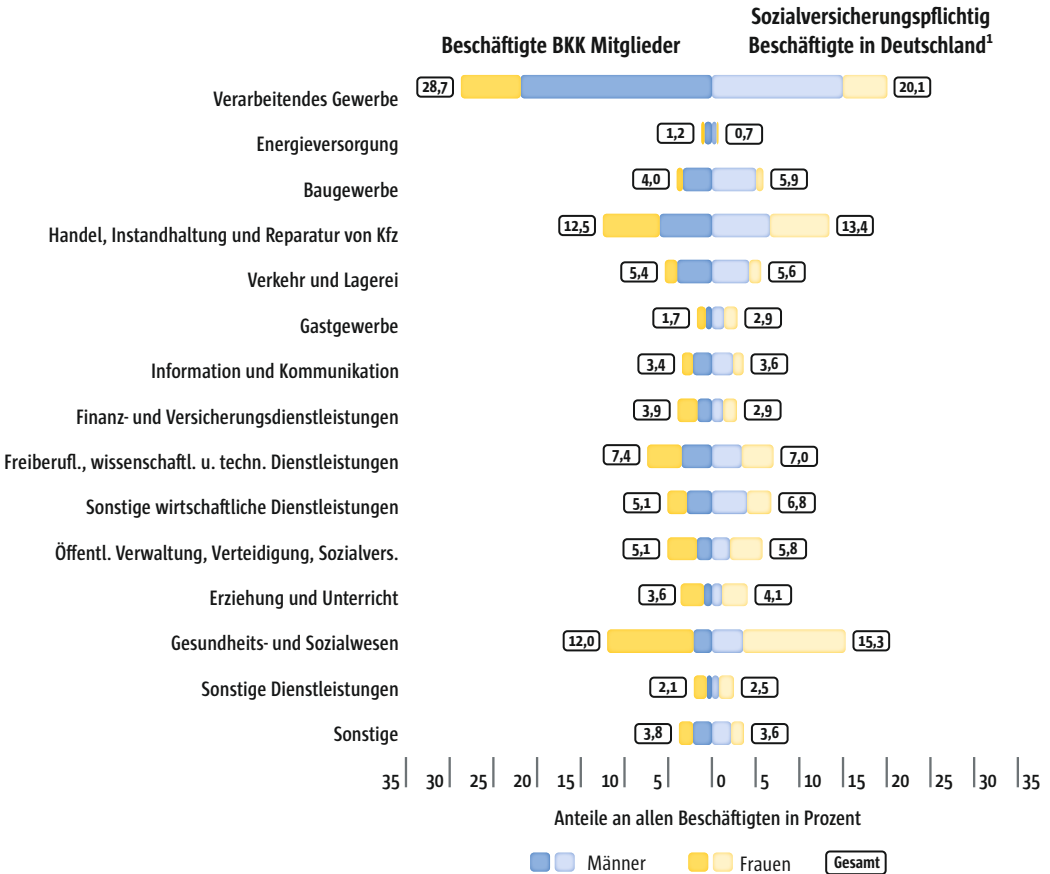 Beschäftigte BKK Mitglieder
Sozialversicherungspflichtig
Beschäftigte in Deutschland¹
Verarbeitendes Gewerbe 28,7 20,1
Energieversorgung 1,2 0,7
Baugewerbe 4,0 5,9
Handel, Instandhaltung und Reparatur von Kfz 12,5 13,4
Verkehr und Lagerei 5,4 5,6
Gastgewerbe 1,7 2,9
Information und Kommunikation 3,4 3,6
Finanz- und Versicherungsdienstleistungen 3,9 2,9
Freiberufl., wissenschaftl. u. techn. Dienstleistungen 7,4 7,0
Sonstige wirtschaftliche Dienstleistungen 5,1 6,8
Öffentl. Verwaltung, Verteidigung, Sozialvers. 5,1 5,8
Erziehung und Unterricht 3,6 4,1
Gesundheits- und Sozialwesen 12,0 15,3
Sonstige Dienstleistungen 2,1 2,5
Sonstige 3,8 3,6
35 30 25 20 15 10 5 0 5 10 15 20 25 30 35
Anteile an allen Beschäftigten in Prozent
Männer Frauen Gesamt